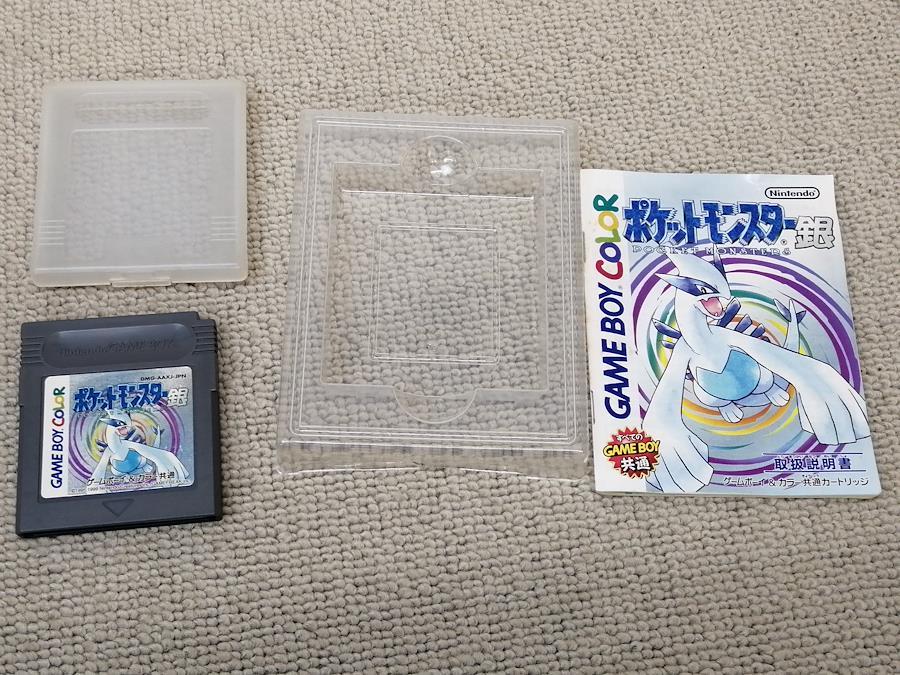 Nintendo GAME BOY
DMG-AAXJ-JPN
GAME BOY COLOR
ポケットモンスター銀
ゲームボーイ&カラー共通
Nintendo
GAME BOY COLOR
ポケットモンスター銀
POCKET MONSTERS
すべての
GAME BOY
共通
取扱説明書
ゲームボーイ&カラー共通カートリッジ